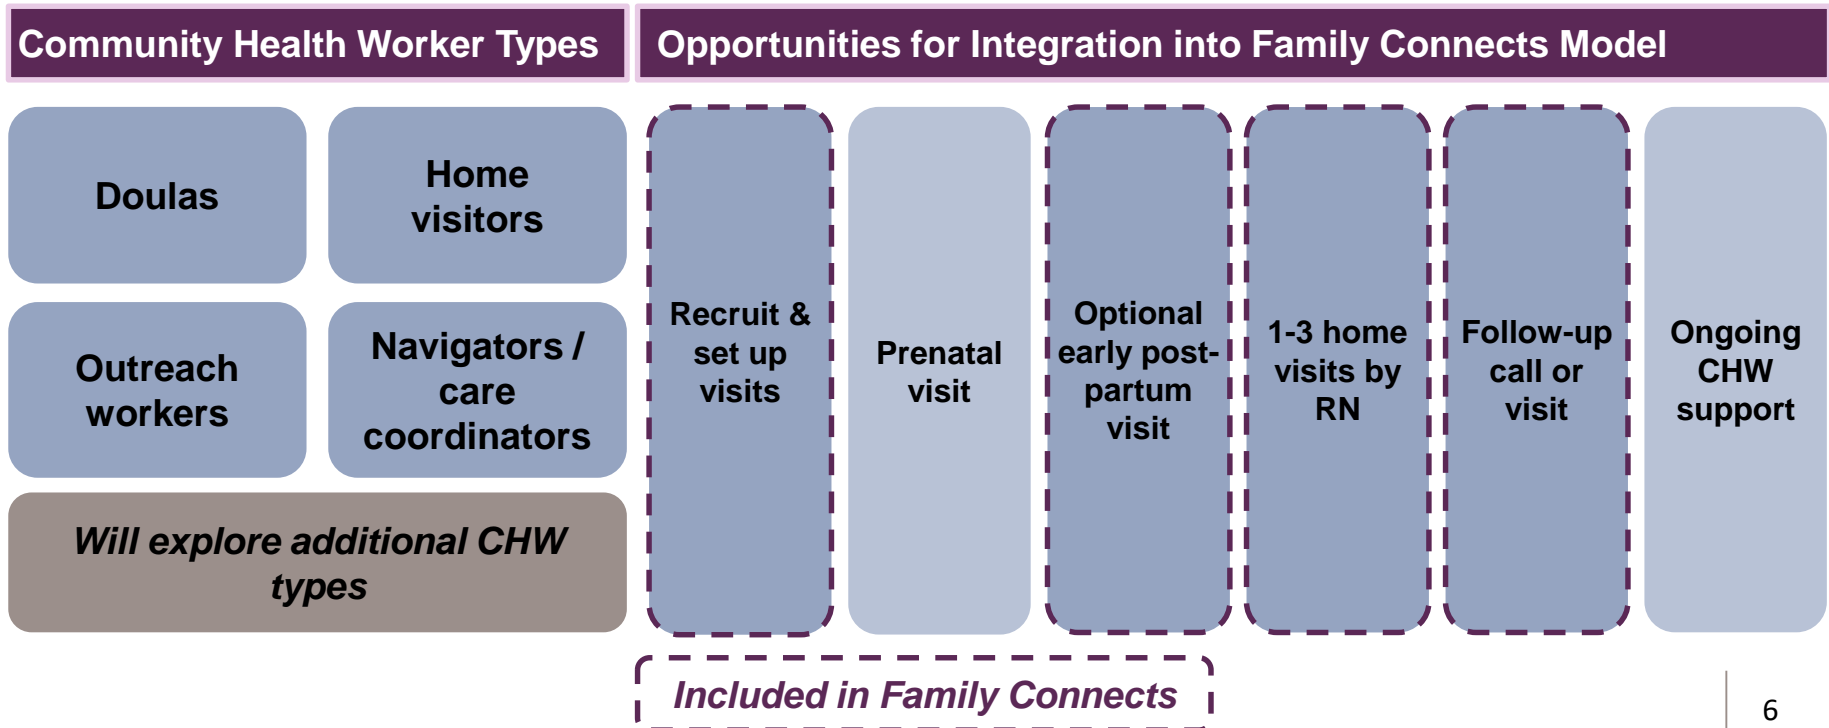 Community Health Worker Types
Opportunities for Integration into Family Connects Model
Doulas
Home
visitors
Outreach
workers
Navigators /
care
coordinators
Will explore additional CHW
types
Recruit &
set up
visits
Prenatal
visit
Optional
early post-
partum
visit
1-3 home
visits by
RN
Follow-up
call or
visit
Ongoing
CHW
support
Included in Family Connects
6